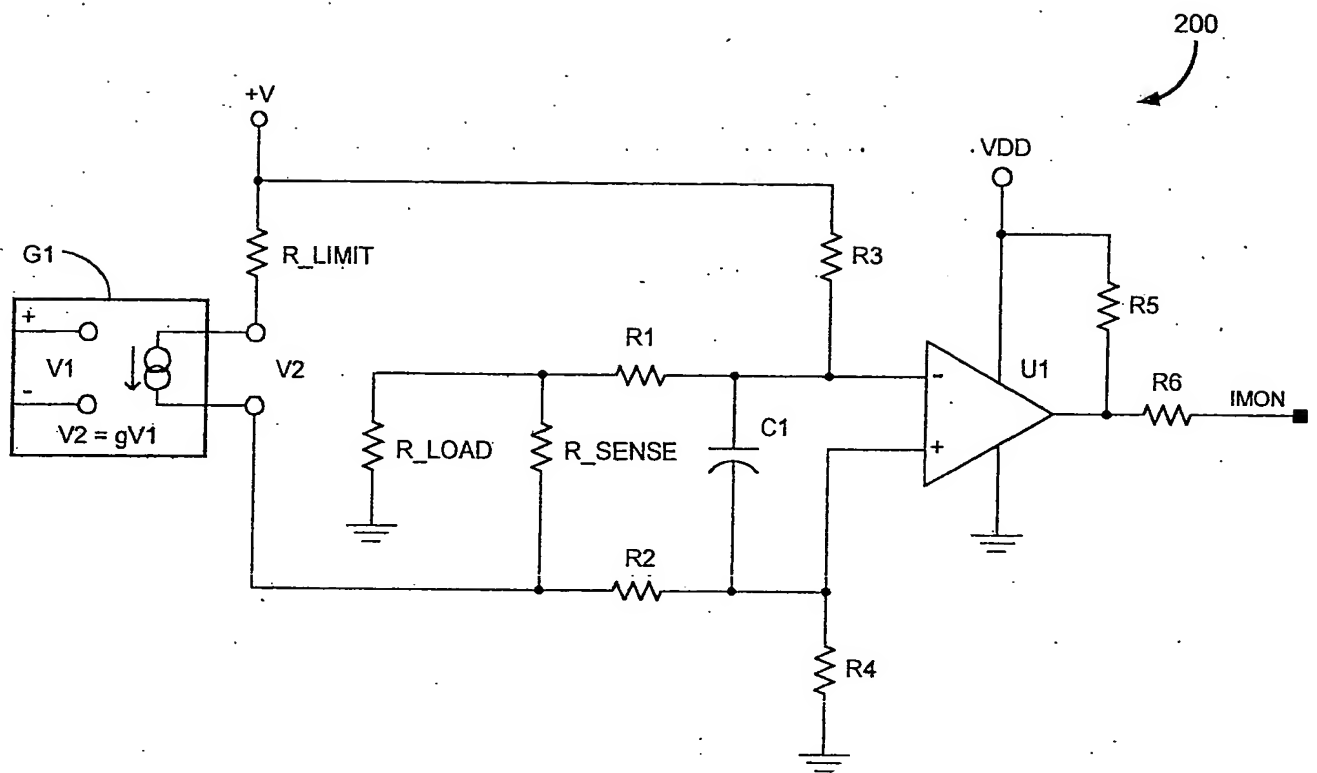 200
+V
VDD
G1
R_LIMIT
R3
R5
+
V1
-
V2 = gV1
V2
R1
R_LOAD
R_SENSE
C1
-
+
U1
R6
IMON
R2
R4